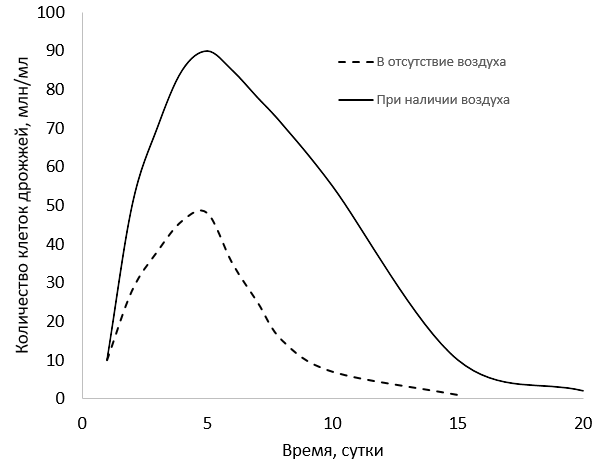 100
90
80
70
60
50
40
30
20
10
0
Количество клеток дрожжей, млн/мл
В отсутствие воздуха
При наличии воздуха
0 5 10 15 20
Время, сутки